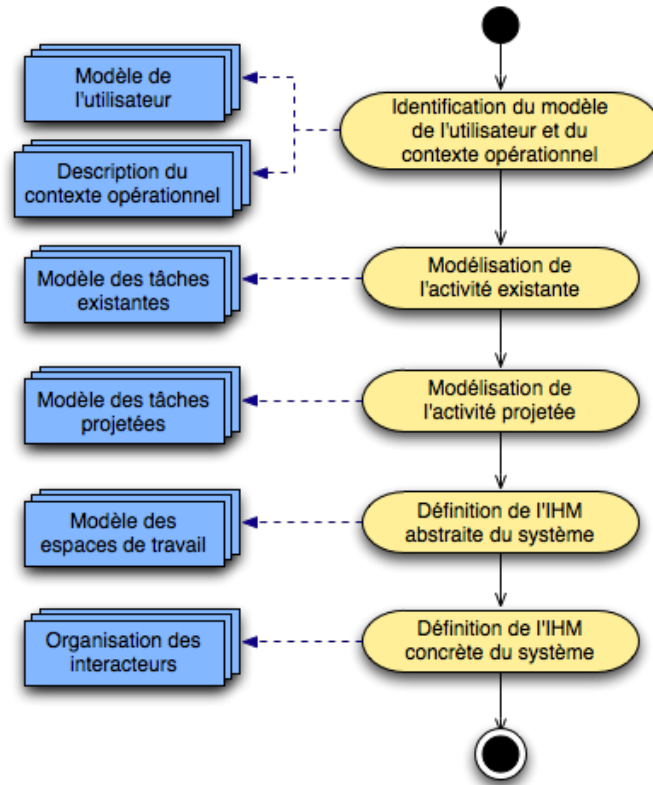 Modèle de
l'utilisateur
Identification du modèle
de l'utilisateur et du
contexte opérationnel
Description du
contexte opérationnel
Modèle des tâches
existantes
Modélisation de
l'activité existante
Modèle des tâches
projetées
Modélisation de
l'activité projetée
Modèle des
espaces de travail
Définition de l'IHM
abstraite du système
Organisation des
interacteurs
Définition de l'IHM
concrète du système